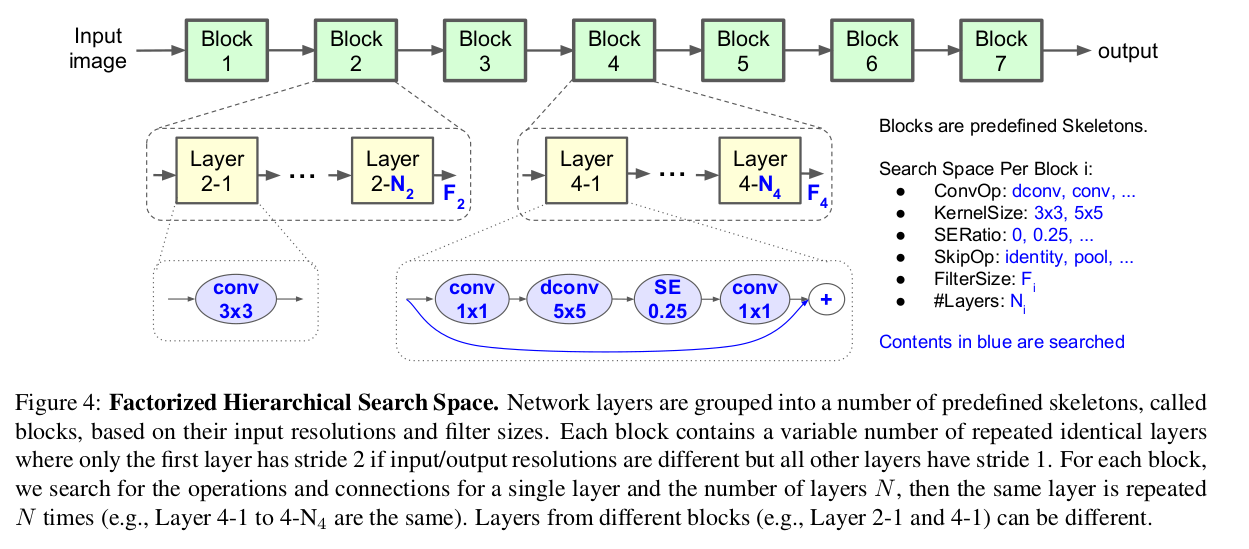 Input
image
Block
1
Block
2
Block
3
Block
4
Block
5
Block
6
Block
7
output
Layer
2-1
...
Layer
2-N2
F2
Layer
4-1
...
Layer
4-N4
F4
conv
3x3
conv
1x1
dconv
5x5
SE
0.25
conv
1x1
+
Blocks are predefined Skeletons.
Search Space Per Block i:
● ConvOp: dconv, conv, ...
● KernelSize: 3x3, 5x5
● SERatio: 0, 0.25, ...
● SkipOp: identity, pool, ...
● FilterSize: Fi
● #Layers: Ni
Contents in blue are searched
Figure 4: Factorized Hierarchical Search Space. Network layers are grouped into a number of predefined skeletons, called
blocks, based on their input resolutions and filter sizes. Each block contains a variable number of repeated identical layers
where only the first layer has stride 2 if input/output resolutions are different but all other layers have stride 1. For each block,
we search for the operations and connections for a single layer and the number of layers N, then the same layer is repeated
N times (e.g., Layer 4-1 to 4-N4 are the same). Layers from different blocks (e.g., Layer 2-1 and 4-1) can be different.